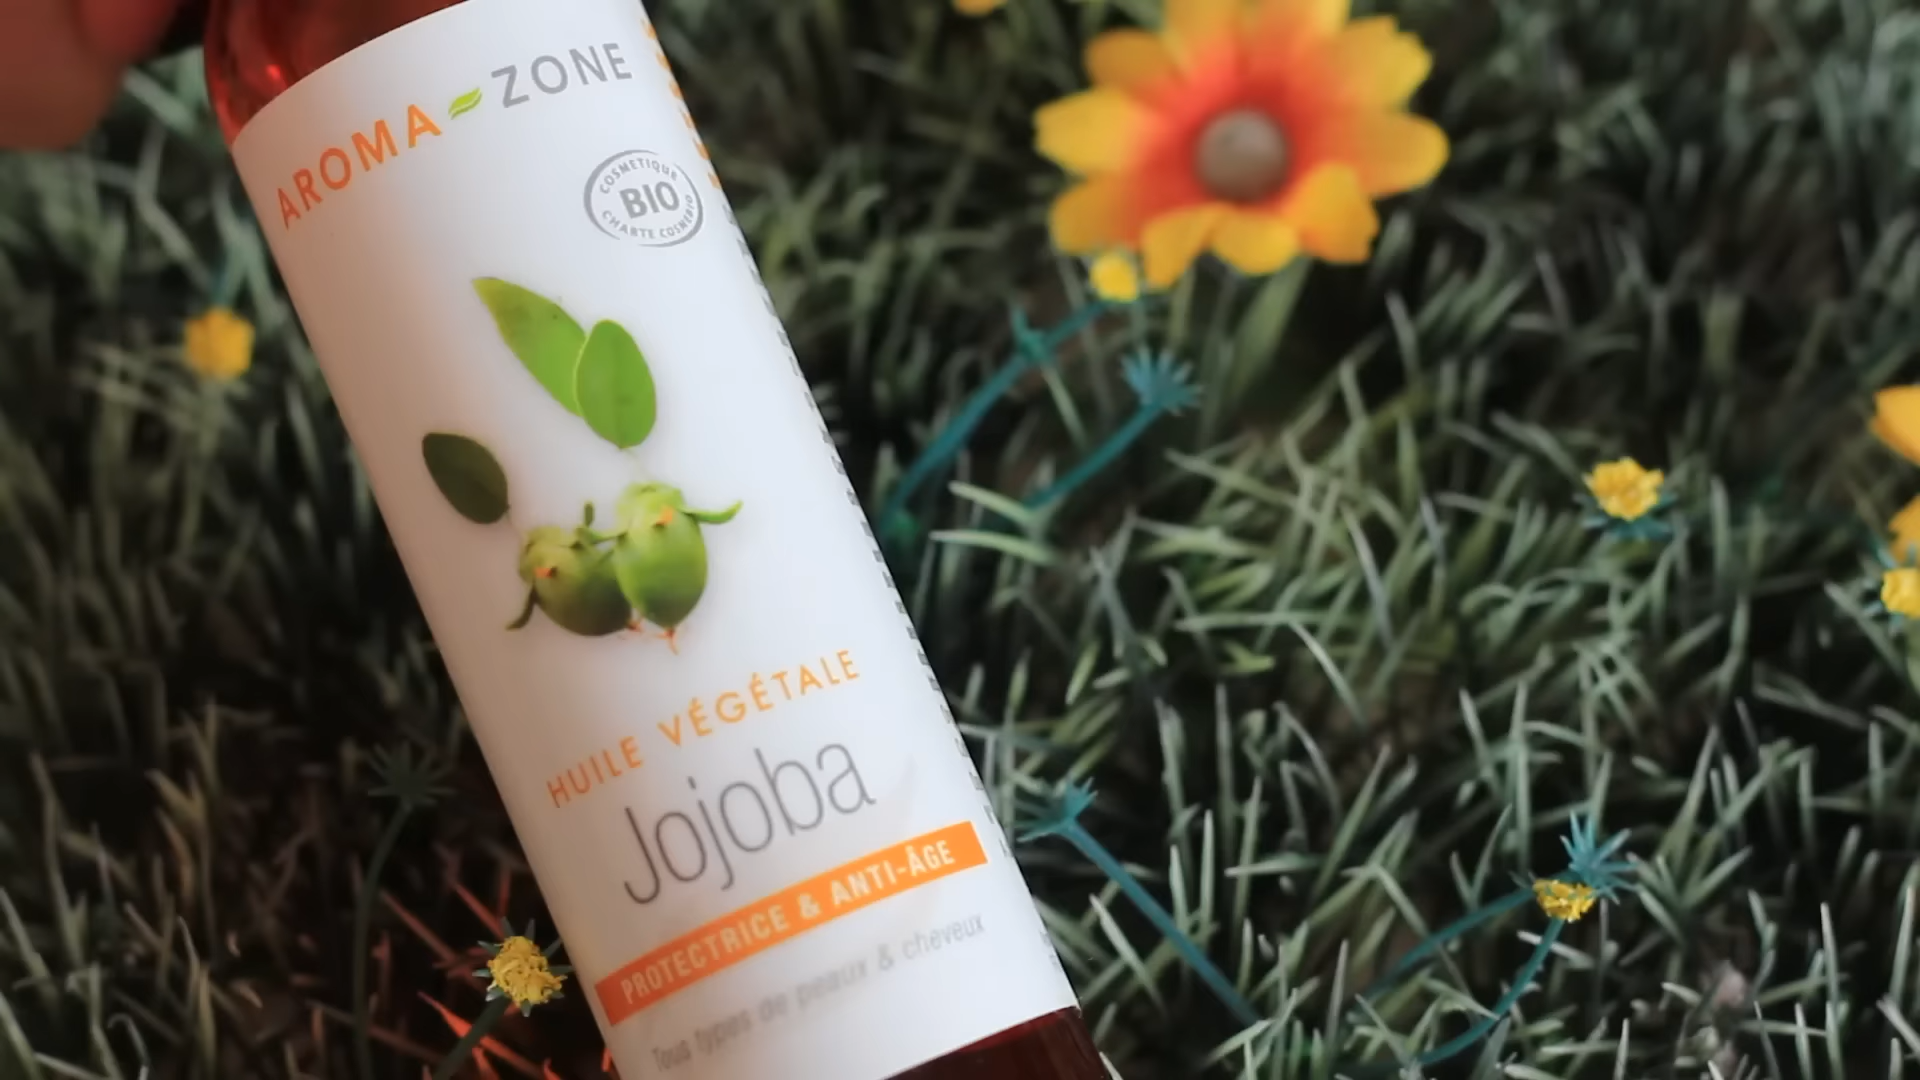 AROMA ZONE
COSMETIQUE
BIO
CHARTE COSMEBIO
HUILE VÉGÉTALE
Jojoba
PROTECTRICE & ANTI-ÂGE
Tous types de peaux & cheveux